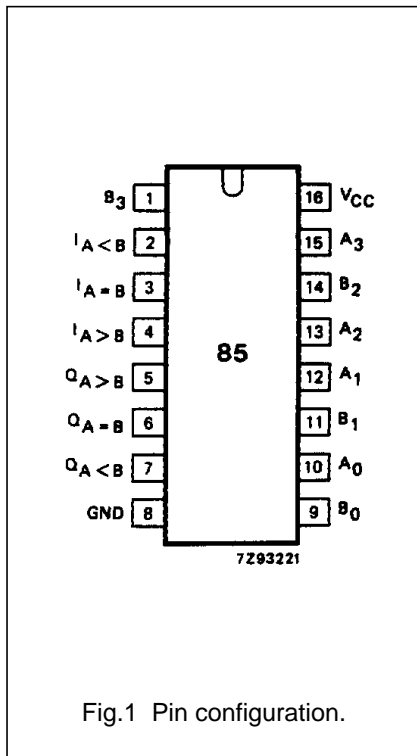 B3 1 16 VCC
IA < B 2 15 A3
IA = B 3 14 B2
IA > B 4 13 A2
85
QA > B 5 12 A1
QA = B 6 11 B1
QA < B 7 10 A0
GND 8 9 B0
7Z93221
Fig.1 Pin configuration.